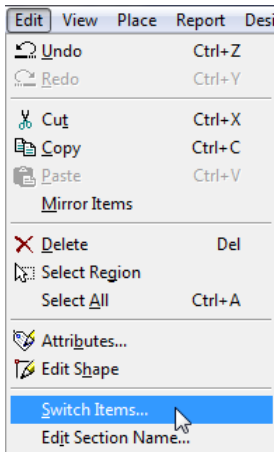 Edit View Place Report Desi
Undo Ctrl+Z
Redo Ctrl+Y
Cut Ctrl+X
Copy Ctrl+C
Paste Ctrl+V
Mirror Items
Delete Del
Select Region
Select All Ctrl+A
Attributes...
Edit Shape
Switch Items...
Edit Section Name...